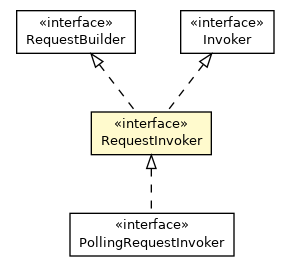 «interface»
RequestBuilder
«interface»
Invoker
«interface»
RequestInvoker
«interface»
PollingRequestInvoker